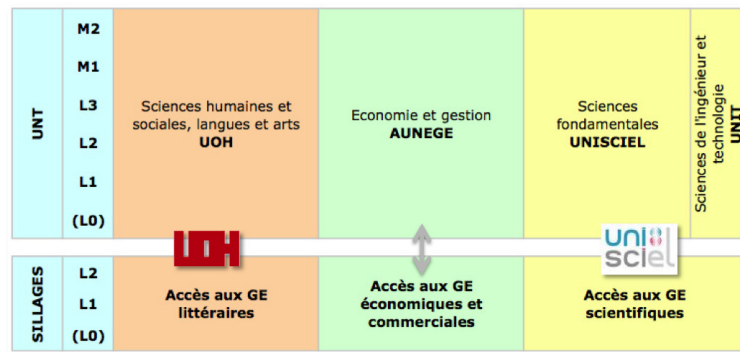 UNT
M2
M1
L3
L2
L1
(L0)
Sciences humaines et
sociales, langues et arts
UOH
Economie et gestion
AUNEGE
Sciences
fondamentales
UNISCIEL
Sciences de l'ingénieur et
technologie
UNIT
UOH
uni
sciel
SILLAGES
L2
L1
(L0)
Accès aux GE
littéraires
Accès aux GE
économiques et
commerciales
Accès aux GE
scientifiques